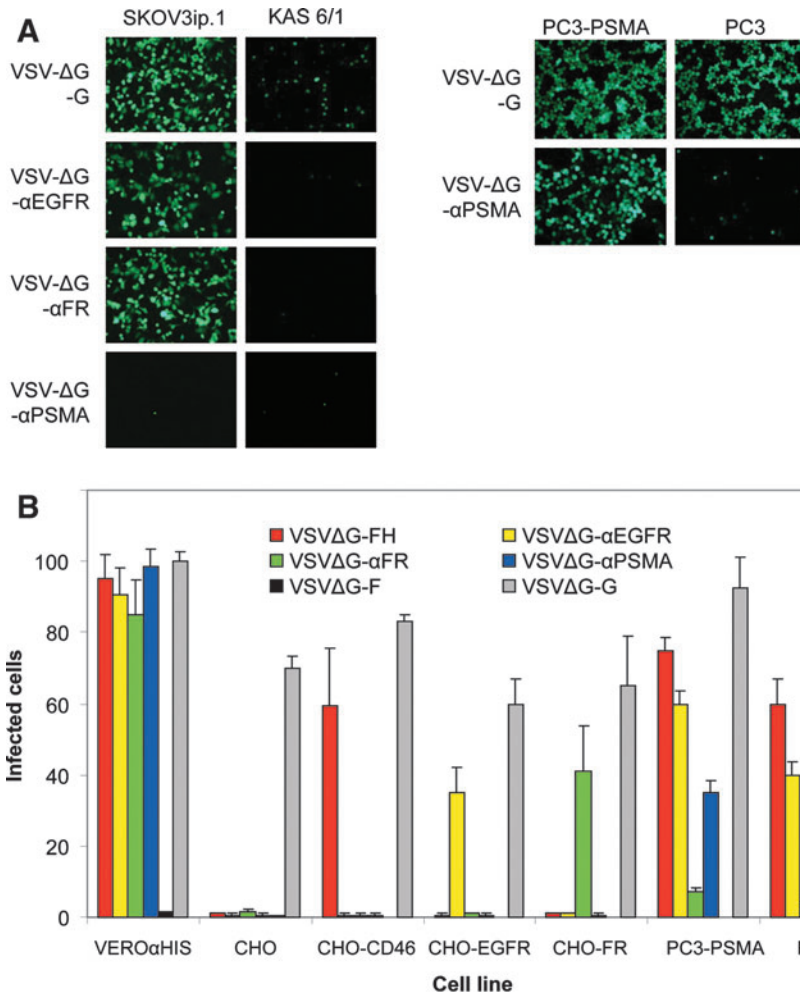 A
SKOV3ip.1
KAS 6/1
VSV-ΔG
-G
VSV-ΔG
-αEGFR
VSV-ΔG
-αFR
VSV-ΔG
-αPSMA
PC3-PSMA
PC3
VSV-ΔG
-G
VSV-ΔG
-αPSMA
B
VSVΔG-FH
VSVΔG-αEGFR
VSVΔG-αFR
VSVΔG-αPSMA
VSVΔG-F
VSVΔG-G
Infected cells
100
80
60
40
20
0
VEROαHIS
CHO
CHO-CD46
CHO-EGFR
CHO-FR
PC3-PSMA
Cell line